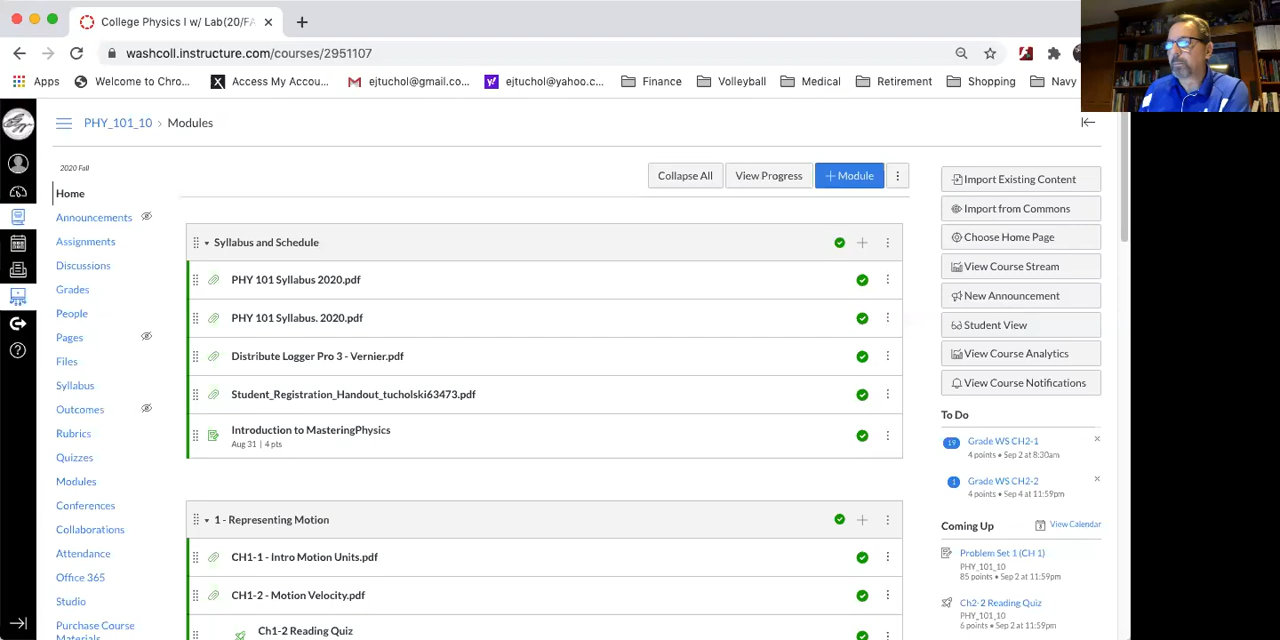 College Physics I w/ Lab(20/FA
washcoll.instructure.com/courses/2951107
Apps
Welcome to Chro...
Access My Accou...
ejtuchol@gmail.co...
ejtuchol@yahoo.c...
Finance
Volleyball
Medical
Retirement
Shopping
Navy
PHY_101_10 › Modules
2020 Fall
Home
Announcements
Assignments
Discussions
Grades
People
Pages
Files
Syllabus
Outcomes
Rubrics
Quizzes
Modules
Conferences
Collaborations
Attendance
Office 365
Studio
Purchase Course
Materials
Collapse All
View Progress
+ Module
Syllabus and Schedule
PHY 101 Syllabus 2020.pdf
PHY 101 Syllabus. 2020.pdf
Distribute Logger Pro 3 - Vernier.pdf
Student_Registration_Handout_tucholski63473.pdf
Introduction to MasteringPhysics
Aug 31 | 4 pts
1 - Representing Motion
CH1-1 - Intro Motion Units.pdf
CH1-2 - Motion Velocity.pdf
Ch1-2 Reading Quiz
Import Existing Content
Import from Commons
Choose Home Page
View Course Stream
New Announcement
Student View
View Course Analytics
View Course Notifications
To Do
19
Grade WS CH2-1
4 points • Sep 2 at 8:30am
1
Grade WS CH2-2
4 points • Sep 4 at 11:59pm
Coming Up
View Calendar
Problem Set 1 (CH 1)
PHY_101_10
85 points • Sep 2 at 11:59pm
Ch2-2 Reading Quiz
PHY_101_10
6 points • Sep 2 at 11:59pm